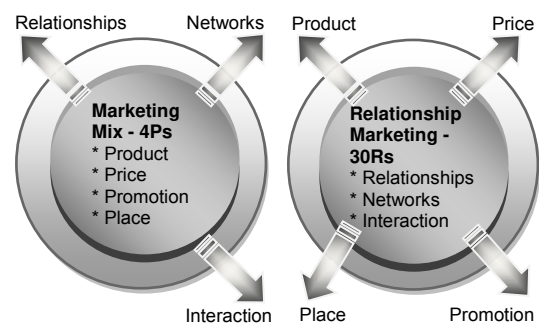 Relationships Networks
Marketing
Mix - 4Ps
* Product
* Price
* Promotion
* Place
Interaction
Product Price
Relationship
Marketing -
30Rs
* Relationships
* Networks
* Interaction
Place Promotion